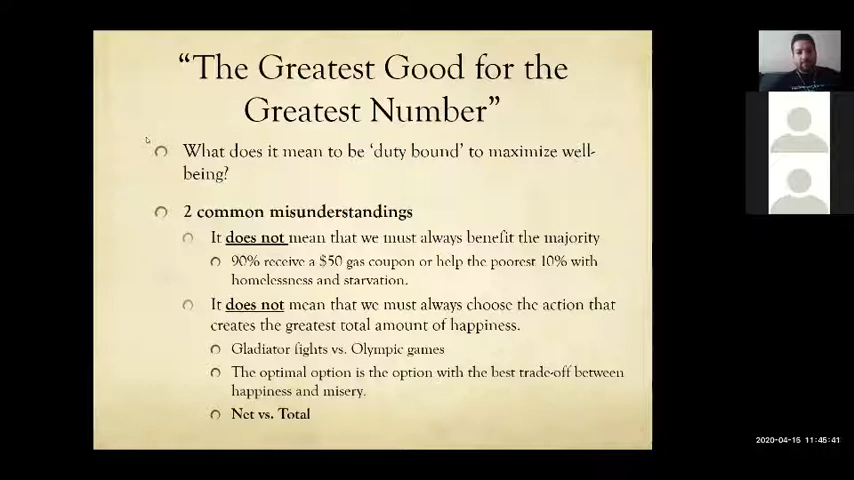 “The Greatest Good for the
Greatest Number”
What does it mean to be ‘duty bound’ to maximize well-
being?
2 common misunderstandings
It does not mean that we must always benefit the majority
90% receive a $50 gas coupon or help the poorest 10% with
homelessness and starvation.
It does not mean that we must always choose the action that
creates the greatest total amount of happiness.
Gladiator fights vs. Olympic games
The optimal option is the option with the best trade-off between
happiness and misery.
Net vs. Total
2020-04-15 11:45:41